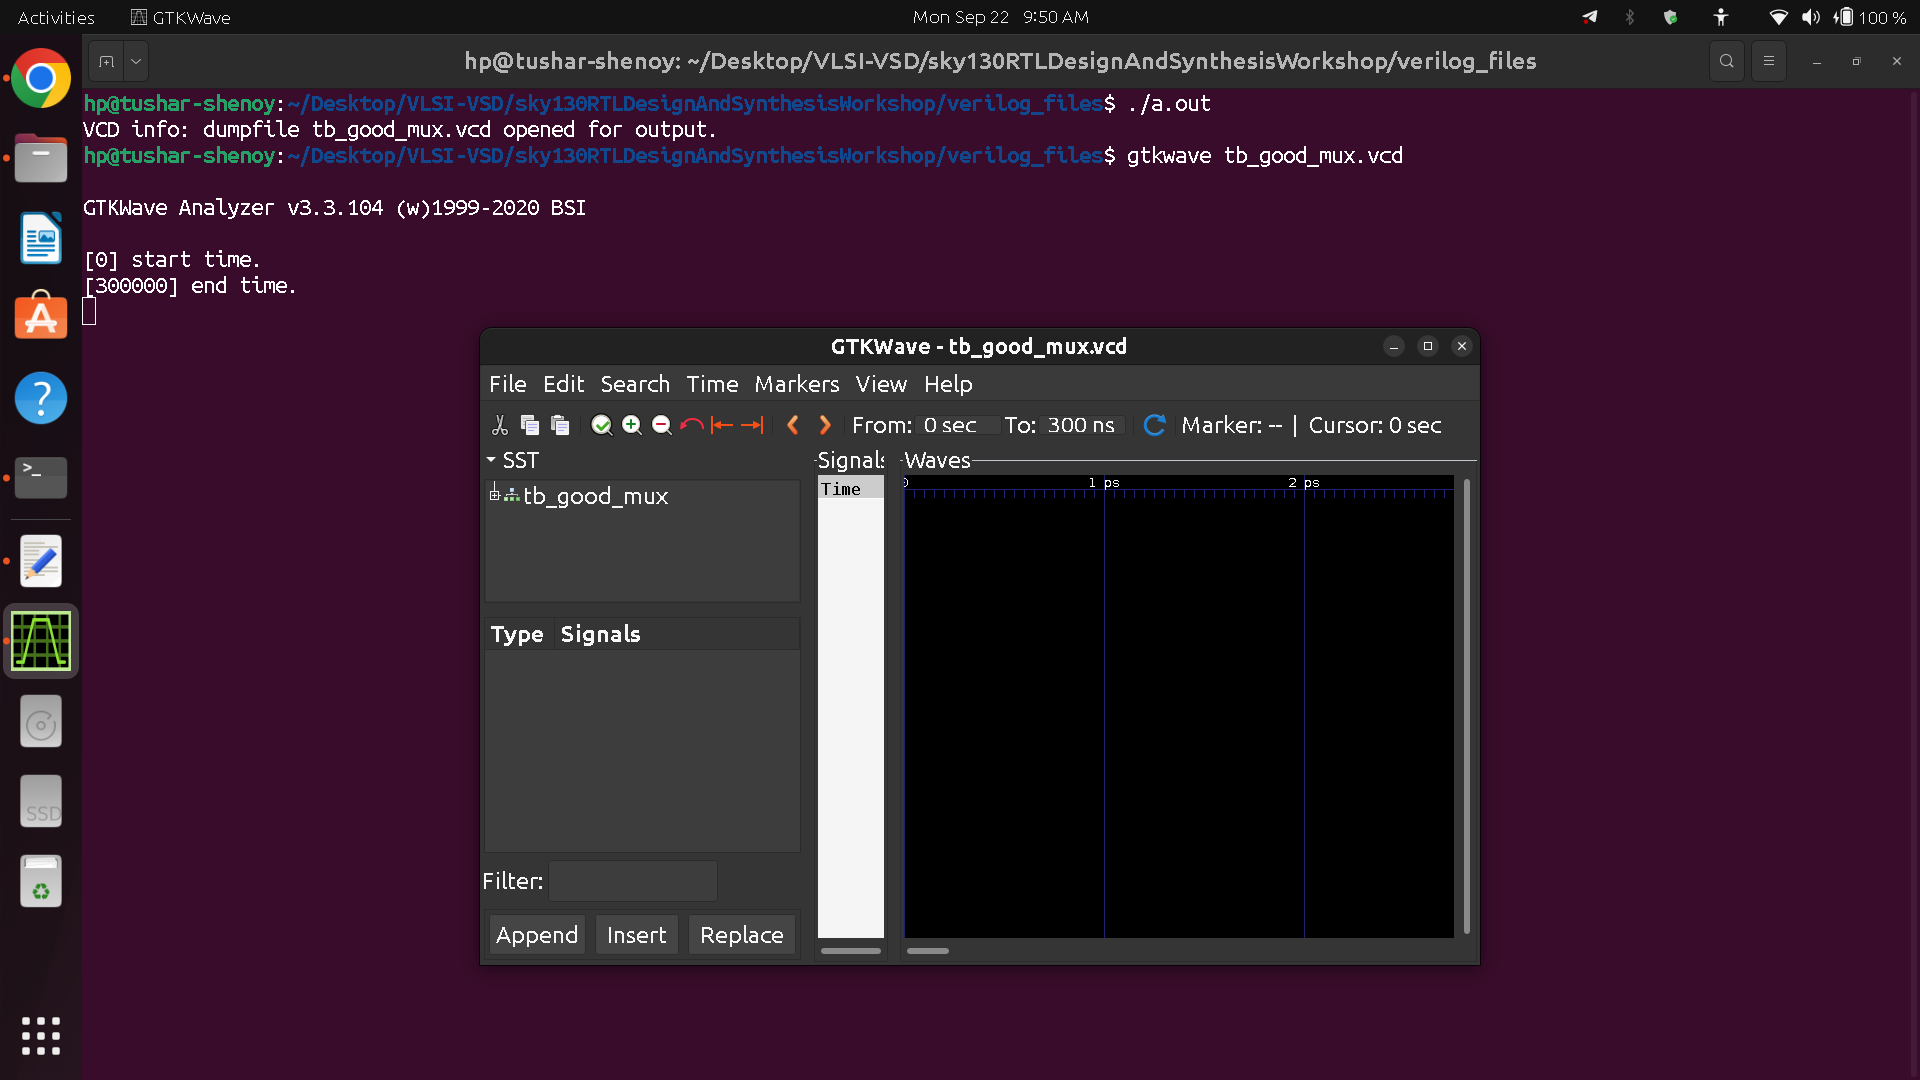 Activities GTKWave Mon Sep 22 9:50 AM 100 %
hp@tushar-shenoy: ~/Desktop/VLSI-VSD/sky130RTLDesignAndSynthesisWorkshop/verilog_files
hp@tushar-shenoy:~/Desktop/VLSI-VSD/sky130RTLDesignAndSynthesisWorkshop/verilog_files$ ./a.out
VCD info: dumpfile tb_good_mux.vcd opened for output.
hp@tushar-shenoy:~/Desktop/VLSI-VSD/sky130RTLDesignAndSynthesisWorkshop/verilog_files$ gtkwave tb_good_mux.vcd
GTKWave Analyzer v3.3.104 (w)1999-2020 BSI
[0] start time.
[300000] end time.
GTKWave - tb_good_mux.vcd
File Edit Search Time Markers View Help
From: 0 sec To: 300 ns Marker: -- | Cursor: 0 sec
SST
tb_good_mux
Type Signals
Filter:
Append Insert Replace
Signals
Time
Waves
0 1 ps 2 ps
SSD